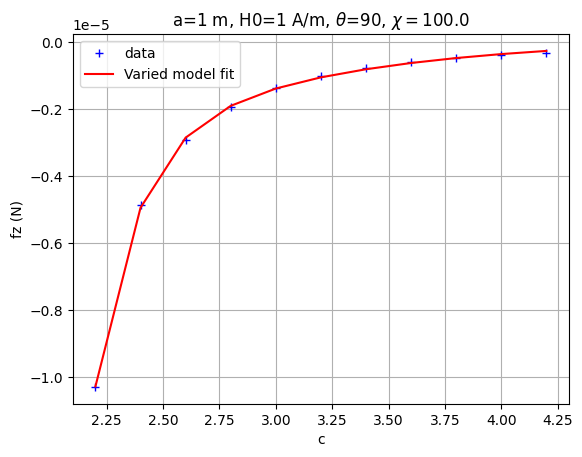 a=1 m, H0=1 A/m, θ=90, χ = 100.0
1e−5
data
Varied model fit
0.0
−0.2
−0.4
−0.6
−0.8
−1.0
fz (N)
2.25 2.50 2.75 3.00 3.25 3.50 3.75 4.00 4.25
c